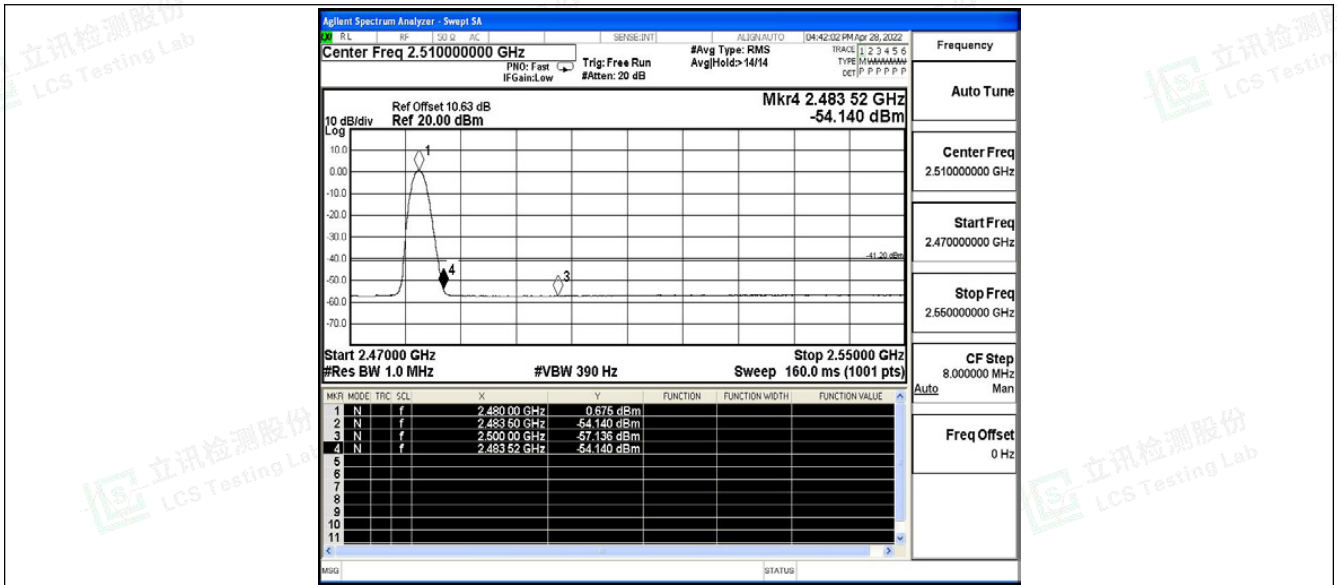 Agilent Spectrum Analyzer - Swept SA
RL RF 50 Ω AC SENSE:INT ALIGNAUTO 04:42:02 PM Apr 28, 2022
Center Freq 2.510000000 GHz
PNO: Fast
IFGain:Low
Trig: Free Run
#Atten: 20 dB
#Avg Type: RMS
Avg|Hold:> 14/14
TRACE 1 2 3 4 5 6
TYPE MWWWWW
DET P P P P P P
Ref Offset 10.63 dB
10 dB/div Ref 20.00 dBm
Log
Mkr4 2.483 52 GHz
-54.140 dBm
10.0
0.00
-10.0
-20.0
-30.0
-40.0
-50.0
-60.0
-70.0
1
4
3
-41.20 dBm
Start 2.47000 GHz Stop 2.55000 GHz
#Res BW 1.0 MHz #VBW 390 Hz Sweep 160.0 ms (1001 pts)
MKR MODE TRC SCL X Y FUNCTION FUNCTION WIDTH FUNCTION VALUE
1 N f 2.480 00 GHz 0.675 dBm
2 N f 2.483 50 GHz -54.140 dBm
3 N f 2.500 00 GHz -57.136 dBm
4 N f 2.483 52 GHz -54.140 dBm
5
6
7
8
9
10
11
MSG STATUS
Frequency
Auto Tune
Center Freq
2.510000000 GHz
Start Freq
2.470000000 GHz
Stop Freq
2.550000000 GHz
CF Step
8.000000 MHz
Auto Man
Freq Offset
0 Hz
立讯检测股份
LCS Testing Lab
立讯检测
LCS Testin
立讯检测股份
LCS Testing La
立讯检测股份
LCS Testing Lab